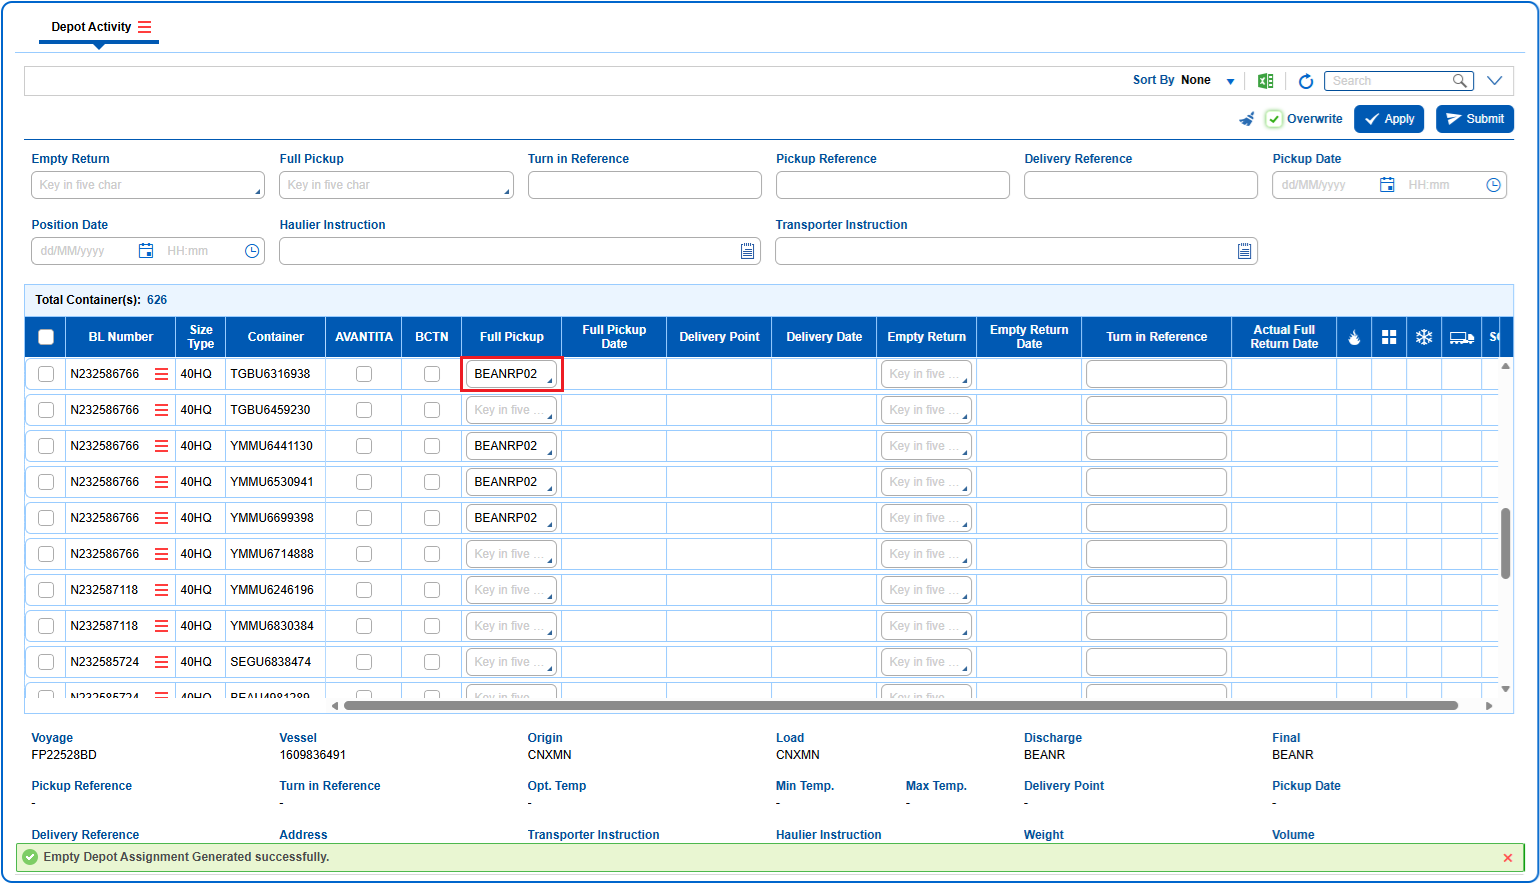 Depot Activity
Sort By None Search
Overwrite Apply Submit
Empty Return Full Pickup Turn in Reference Pickup Reference Delivery Reference Pickup Date
Key in five char Key in five char dd/MM/yyyy HH:mm
Position Date Haulier Instruction Transporter Instruction
dd/MM/yyyy HH:mm
Total Container(s): 626
BL Number Size Type Container AVANTITA BCTN Full Pickup Full Pickup Date Delivery Point Delivery Date Empty Return Empty Return Date Turn in Reference Actual Full Return Date
N232586766 40HQ TGBU6316938 BEANRP02 Key in five ...
N232586766 40HQ TGBU6459230 Key in five ... Key in five ...
N232586766 40HQ YMMU6441130 BEANRP02 Key in five ...
N232586766 40HQ YMMU6530941 BEANRP02 Key in five ...
N232586766 40HQ YMMU6699398 BEANRP02 Key in five ...
N232586766 40HQ YMMU6714888 Key in five ... Key in five ...
N232587118 40HQ YMMU6246196 Key in five ... Key in five ...
N232587118 40HQ YMMU6830384 Key in five ... Key in five ...
N232585724 40HQ SEGU6838474 Key in five ... Key in five ...
N232585724 40HQ BEAU4981289 Key in five ... Key in five ...
Voyage Vessel Origin Load Discharge Final
FP22528BD 1609836491 CNXMN CNXMN BEANR BEANR
Pickup Reference Turn in Reference Opt. Temp Min Temp. Max Temp. Delivery Point Pickup Date
- - - - - - -
Delivery Reference Address Transporter Instruction Haulier Instruction Weight Volume
Empty Depot Assignment Generated successfully.